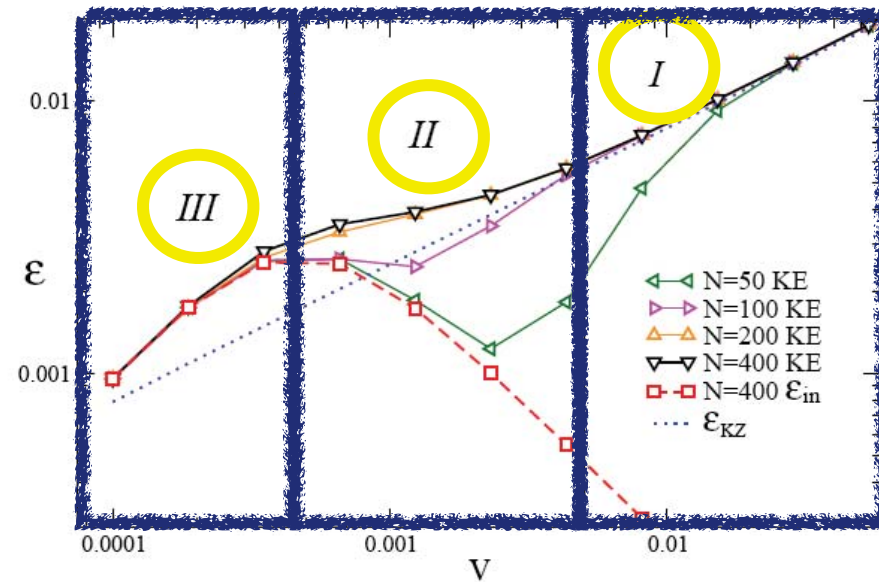 I
0.01
II
III
ε
N=50 KE
N=100 KE
N=200 KE
N=400 KE
0.001
N=400 εin
εKZ
0.0001
0.001
0.01
V